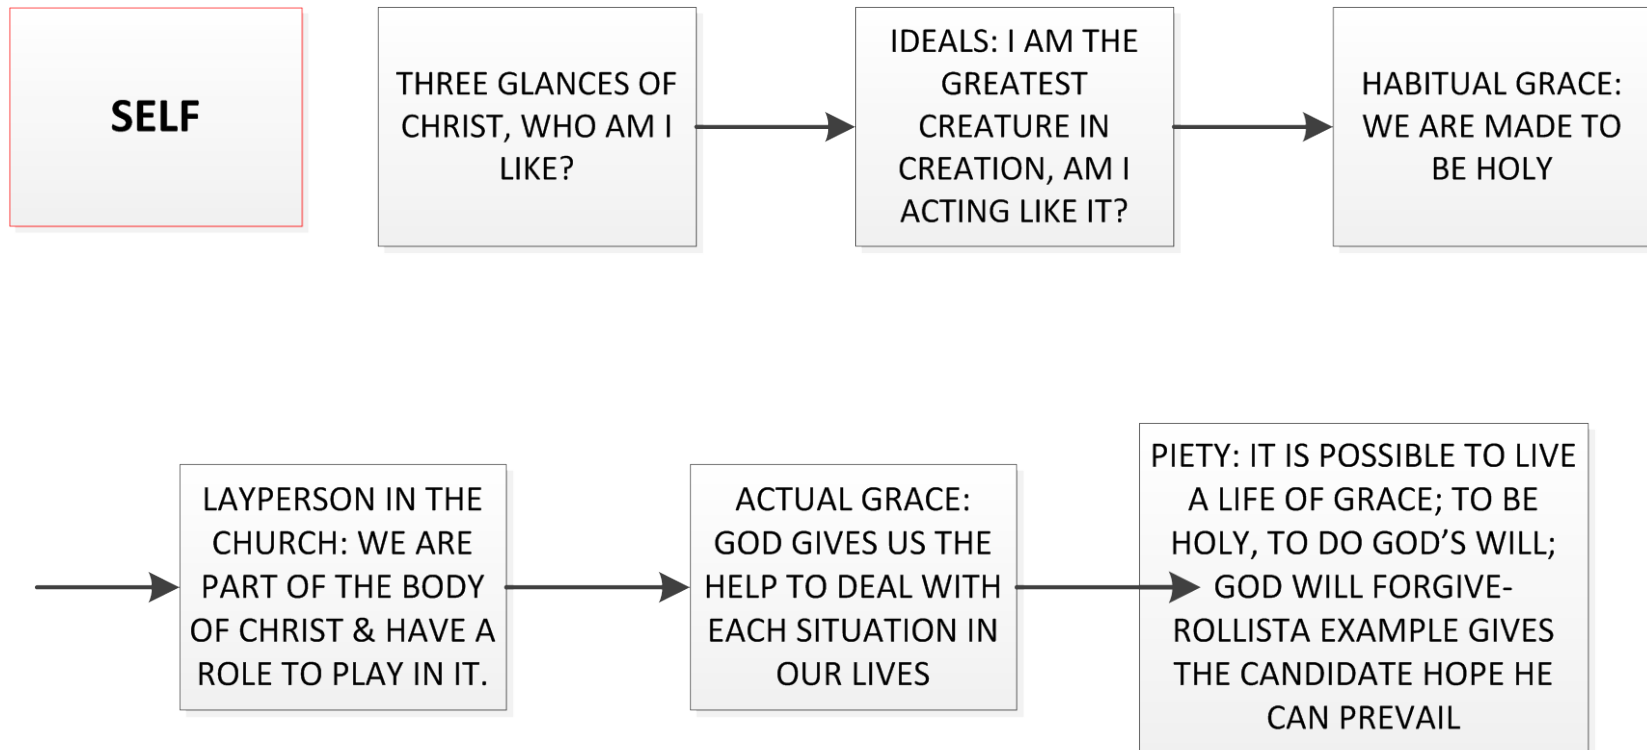 SELF
THREE GLANCES OF
CHRIST, WHO AM I
LIKE?
IDEALS: I AM THE
GREATEST
CREATURE IN
CREATION, AM I
ACTING LIKE IT?
HABITUAL GRACE:
WE ARE MADE TO
BE HOLY
LAYPERSON IN THE
CHURCH: WE ARE
PART OF THE BODY
OF CHRIST & HAVE A
ROLE TO PLAY IN IT.
ACTUAL GRACE:
GOD GIVES US THE
HELP TO DEAL WITH
EACH SITUATION IN
OUR LIVES
PIETY: IT IS POSSIBLE TO LIVE
A LIFE OF GRACE; TO BE
HOLY, TO DO GOD’S WILL;
GOD WILL FORGIVE-
ROLLISTA EXAMPLE GIVES
THE CANDIDATE HOPE HE
CAN PREVAIL